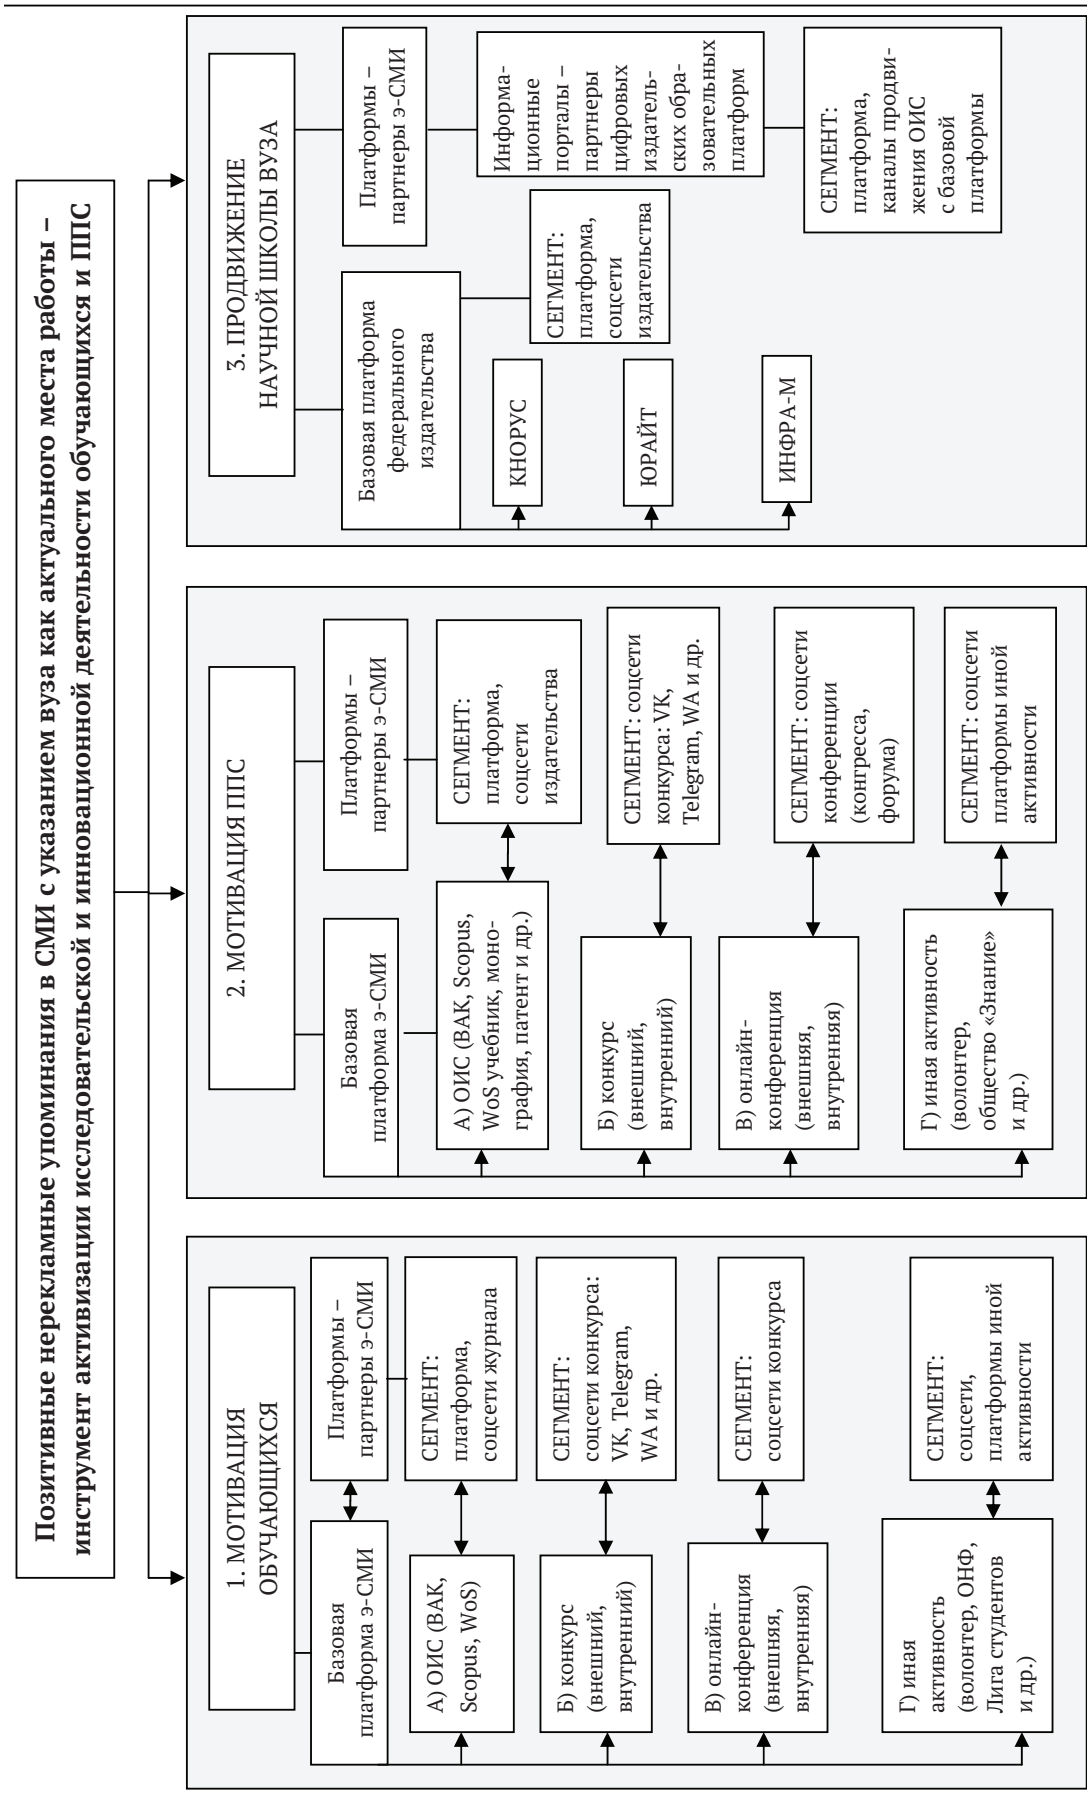 Позитивные нерекламные упоминания в СМИ с указанием вуза как актуального места работы –
инструмент активизации исследовательской и инновационной деятельности обучающихся и ППС
1. МОТИВАЦИЯ
ОБУЧАЮЩИХСЯ
Базовая
платформа э-СМИ
Платформы –
партнеры э-СМИ
А) ОИС (ВАК,
Scopus, WoS)
СЕГМЕНТ:
платформа,
соцсети журнала
Б) конкурс
(внешний,
внутренний)
СЕГМЕНТ:
соцсети конкурса:
VK, Telegram,
WA и др.
В) онлайн-
конференция
(внешняя,
внутренняя)
СЕГМЕНТ:
соцсети конкурса
Г) иная
активность
(волонтер, ОНФ,
Лига студентов
и др.)
СЕГМЕНТ:
соцсети,
платформы иной
активности
2. МОТИВАЦИЯ ППС
Базовая
платформа э-СМИ
Платформы –
партнеры э-СМИ
А) ОИС (ВАК, Scopus,
WoS учебник, моно-
графия, патент и др.)
СЕГМЕНТ:
платформа,
соцсети
издательства
Б) конкурс
(внешний,
внутренний)
СЕГМЕНТ: соцсети
конкурса: VK,
Telegram, WA и др.
В) онлайн-
конференция
(внешняя,
внутренняя)
СЕГМЕНТ: соцсети
конференции
(конгресса,
форума)
Г) иная активность
(волонтер,
общество «Знание»
и др.)
СЕГМЕНТ: соцсети
платформы иной
активности
3. ПРОДВИЖЕНИЕ
НАУЧНОЙ ШКОЛЫ ВУЗА
Базовая платформа
федерального
издательства
Платформы –
партнеры э-СМИ
КНОРУС
ЮРАЙТ
ИНФРА-М
СЕГМЕНТ:
платформа,
соцсети
издательства
Информа-
ционные
порталы –
партнеры
цифровых
издатель-
ских обра-
зовательных
платформ
СЕГМЕНТ:
платформа,
каналы продви-
жения ОИС
с базовой
платформы